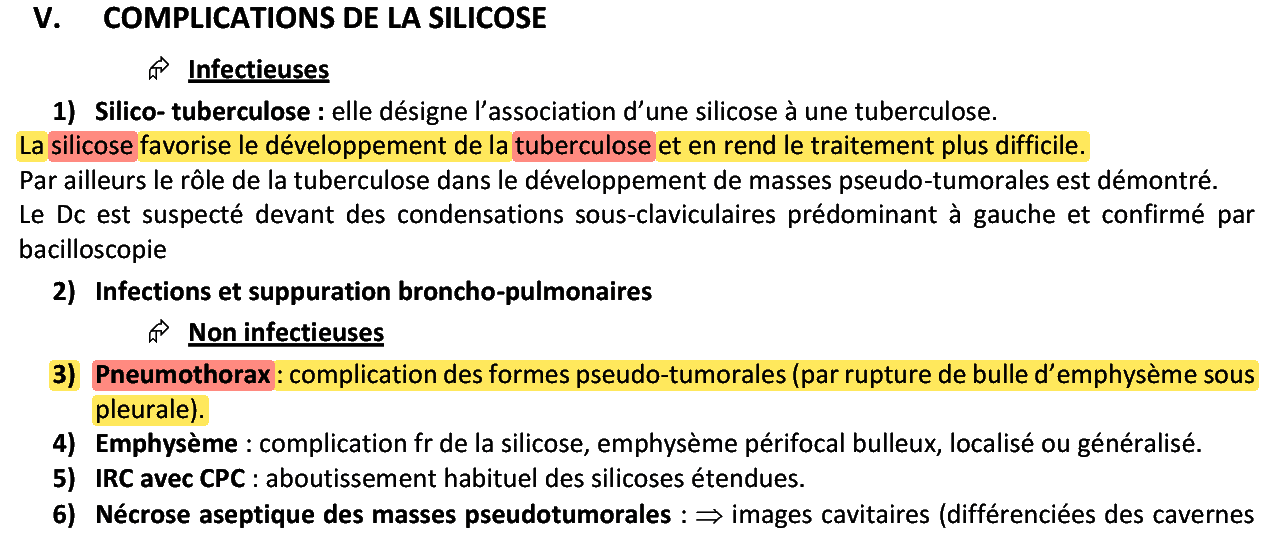 V. COMPLICATIONS DE LA SILICOSE
Infectieuses
1) Silico- tuberculose : elle désigne l’association d’une silicose à une tuberculose.
La silicose favorise le développement de la tuberculose et en rend le traitement plus difficile.
Par ailleurs le rôle de la tuberculose dans le développement de masses pseudo-tumorales est démontré.
Le Dc est suspecté devant des condensations sous-claviculaires prédominant à gauche et confirmé par
bacilloscopie
2) Infections et suppuration broncho-pulmonaires
Non infectieuses
3) Pneumothorax : complication des formes pseudo-tumorales (par rupture de bulle d’emphysème sous
pleurale).
4) Emphysème : complication fr de la silicose, emphysème périfocal bulleux, localisé ou généralisé.
5) IRC avec CPC : aboutissement habituel des silicoses étendues.
6) Nécrose aseptique des masses pseudotumorales : ⇒ images cavitaires (différenciées des cavernes